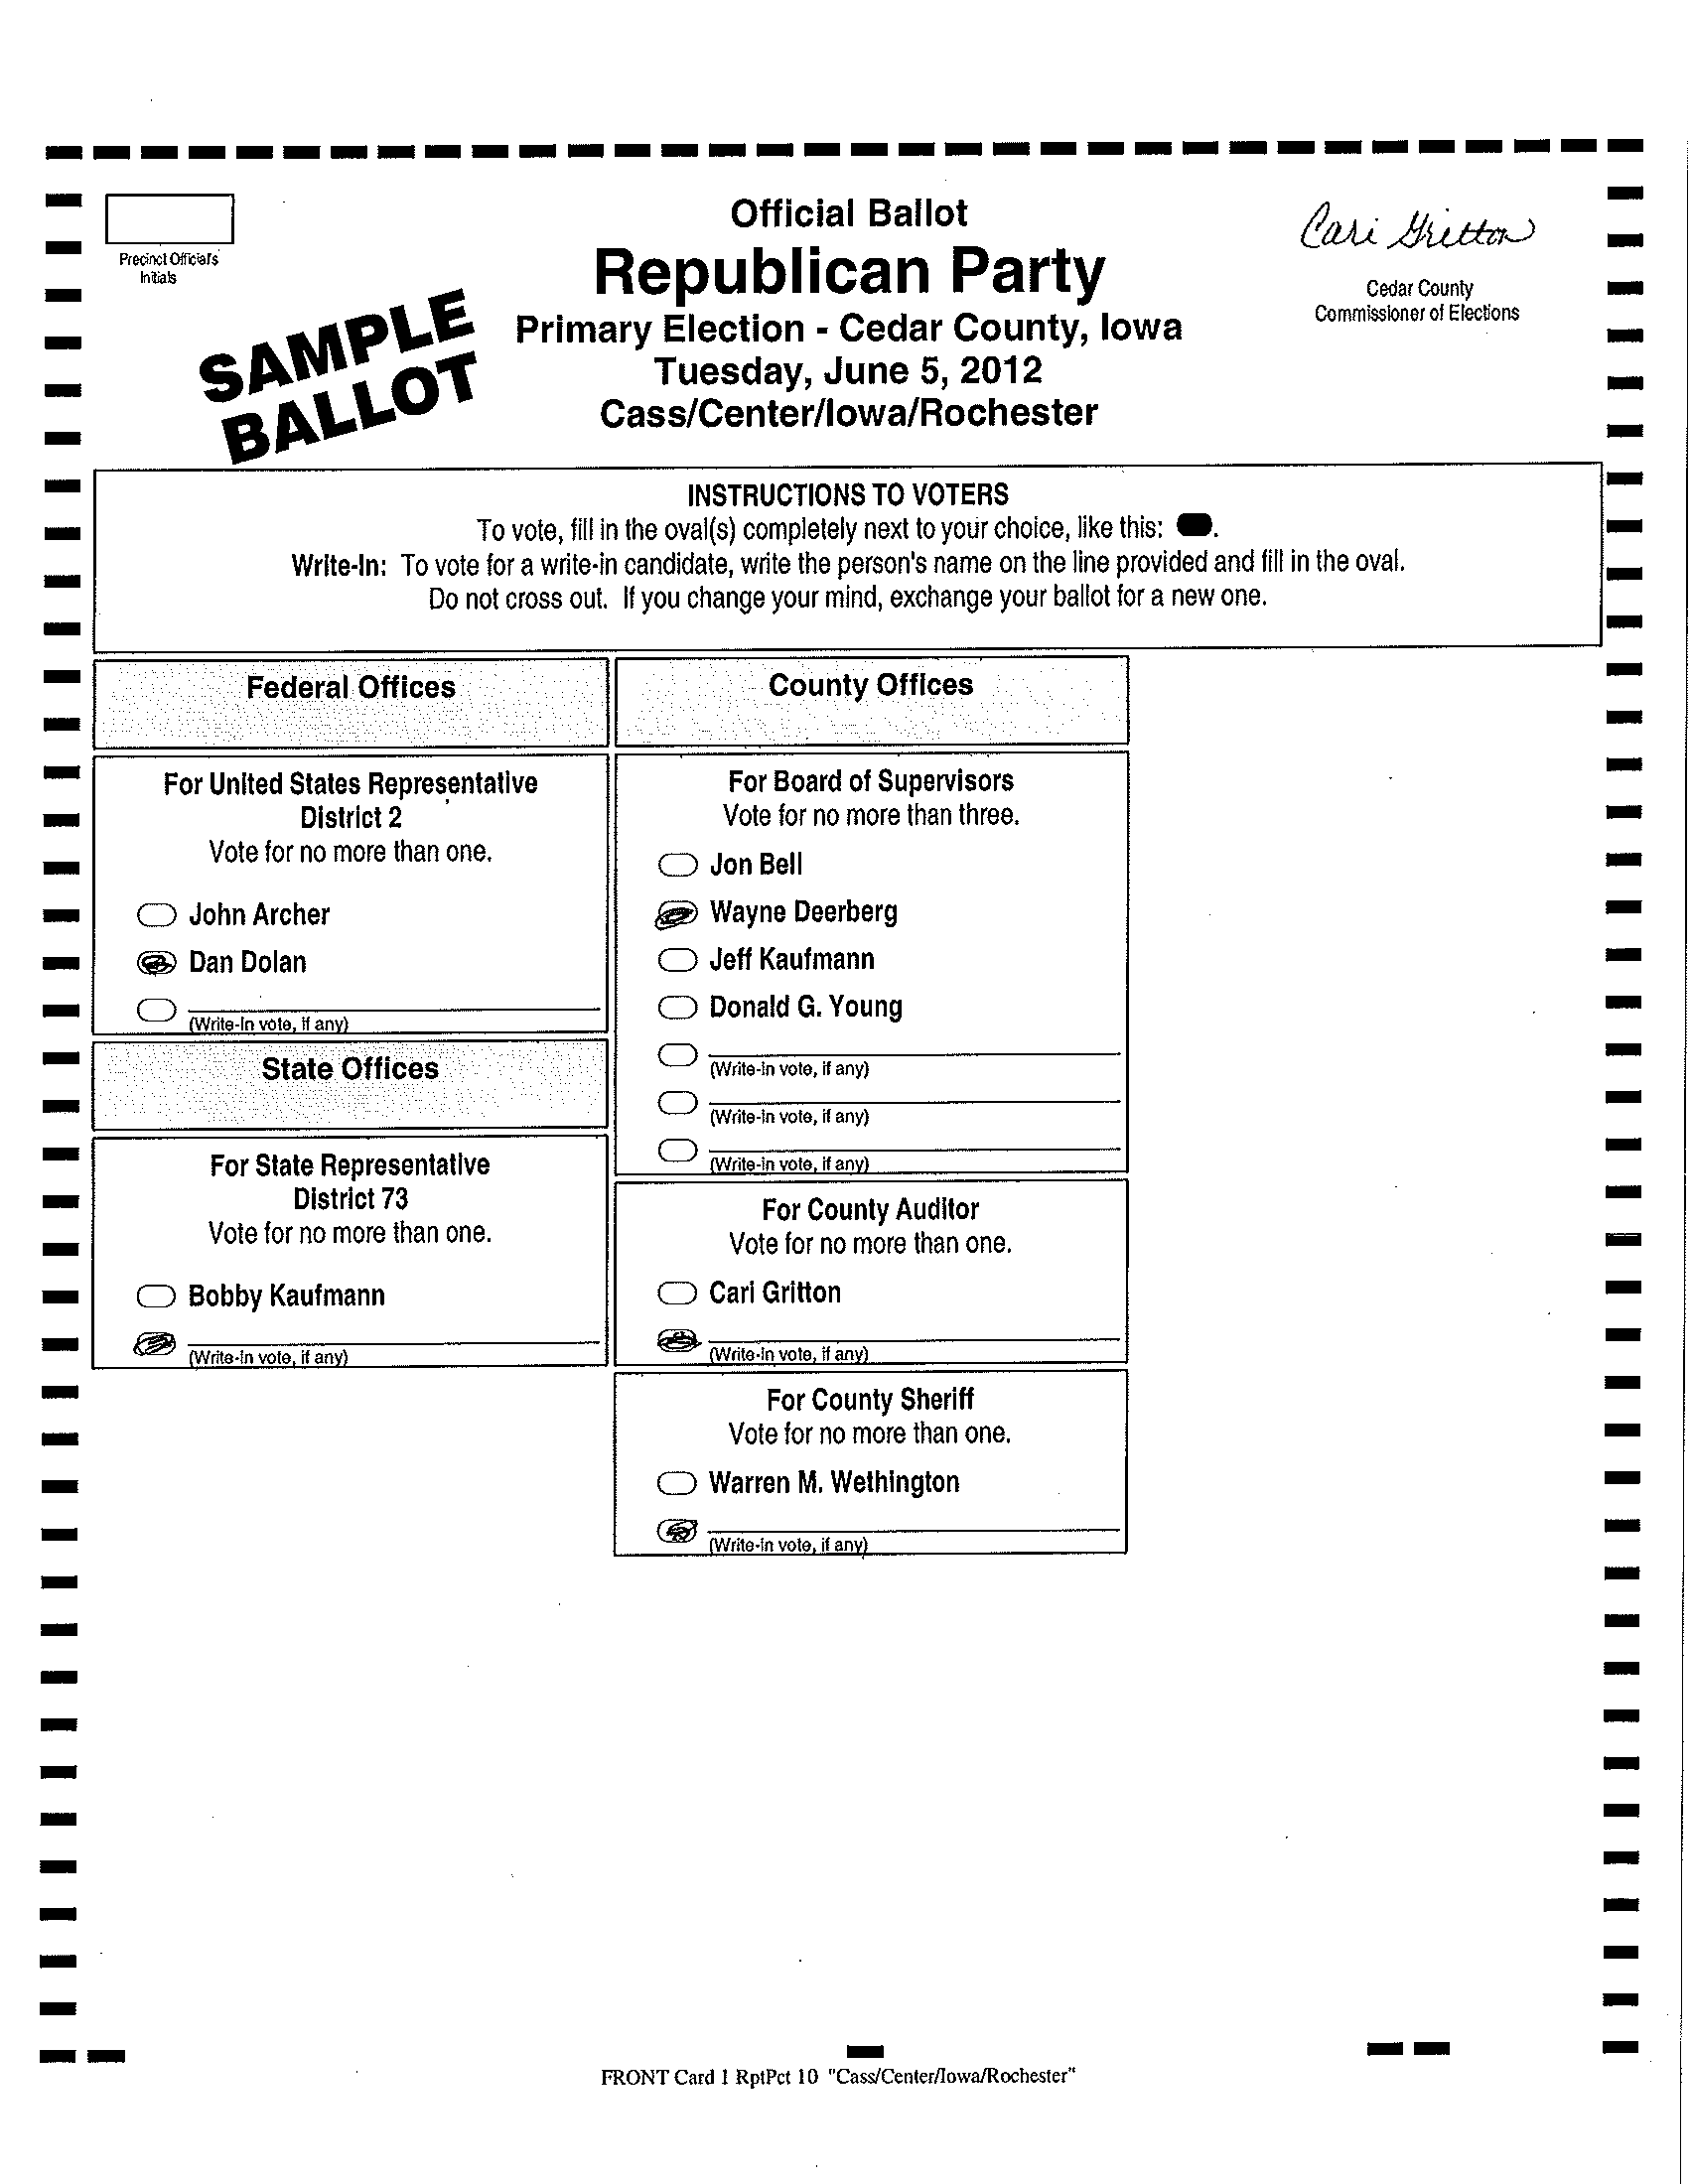 Official Ballot
Republican Party
Primary Election - Cedar County, Iowa
Tuesday, June 5, 2012
Cass/Center/Iowa/Rochester
Precinct Official's
Initials
SAMPLE
BALLOT
Cari Gritton
Cedar County
Commissioner of Elections
INSTRUCTIONS TO VOTERS
To vote, fill in the oval(s) completely next to your choice, like this: .
Write-In: To vote for a write-in candidate, write the person's name on the line provided and fill in the oval.
Do not cross out. If you change your mind, exchange your ballot for a new one.
Federal Offices
For United States Representative
District 2
Vote for no more than one.
John Archer
Dan Dolan
(Write-In vote, if any)
State Offices
For State Representative
District 73
Vote for no more than one.
Bobby Kaufmann
(Write-In vote, if any)
County Offices
For Board of Supervisors
Vote for no more than three.
Jon Bell
Wayne Deerberg
Jeff Kaufmann
Donald G. Young
(Write-In vote, if any)
(Write-In vote, if any)
(Write-In vote, if any)
For County Auditor
Vote for no more than one.
Cari Gritton
(Write-in vote, if any)
For County Sheriff
Vote for no more than one.
Warren M. Wethington
(Write-in vote, if any)
FRONT Card 1 RptPct 10 "Cass/Center/Iowa/Rochester"